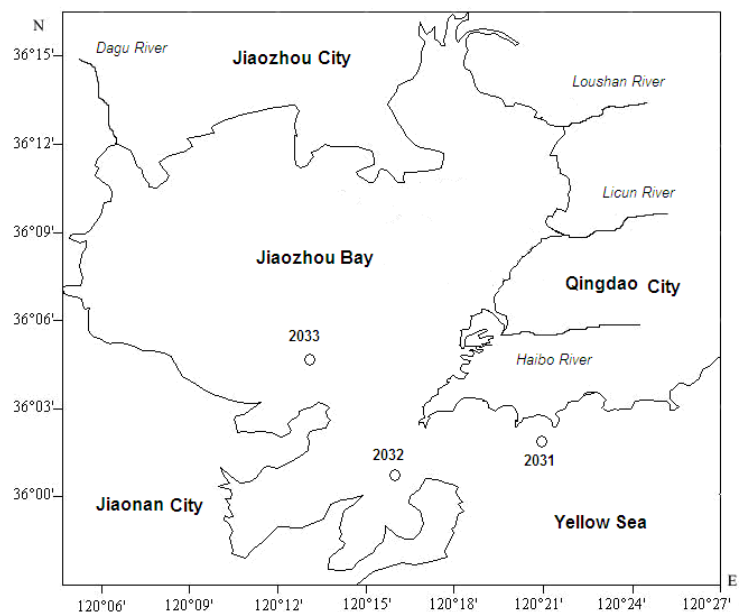 N
Dagu River
36°15'
Jiaozhou City
Loushan River
36°12'
Licun River
36°09'
Jiaozhou Bay
Qingdao City
36°06'
2033
Haibo River
36°03'
2032
2031
36°00'
Jiaonan City
Yellow Sea
E
120°06' 120°09' 120°12' 120°15' 120°18' 120°21' 120°24' 120°27'